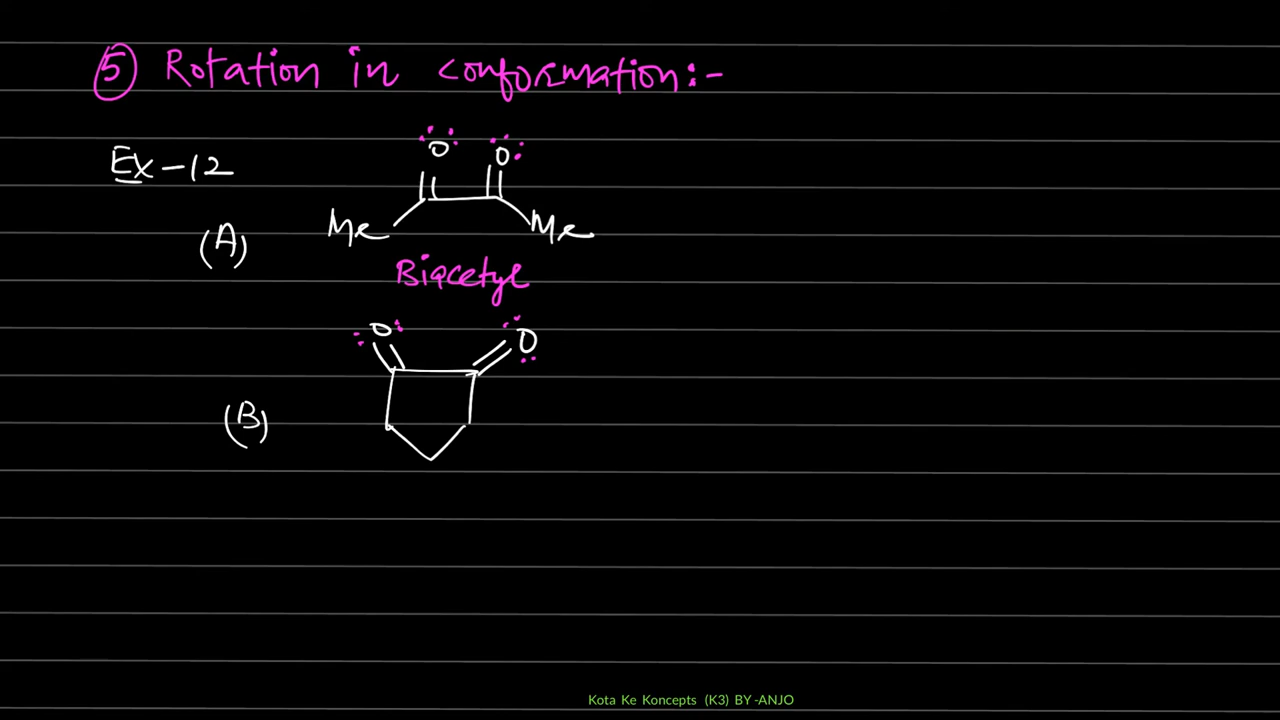 ⑤ Rotation in conformation:-
Ex-12
O O
(A) Me Me
Biacetyl
O O
(B)
Kota Ke Koncepts (K3) BY -ANJO